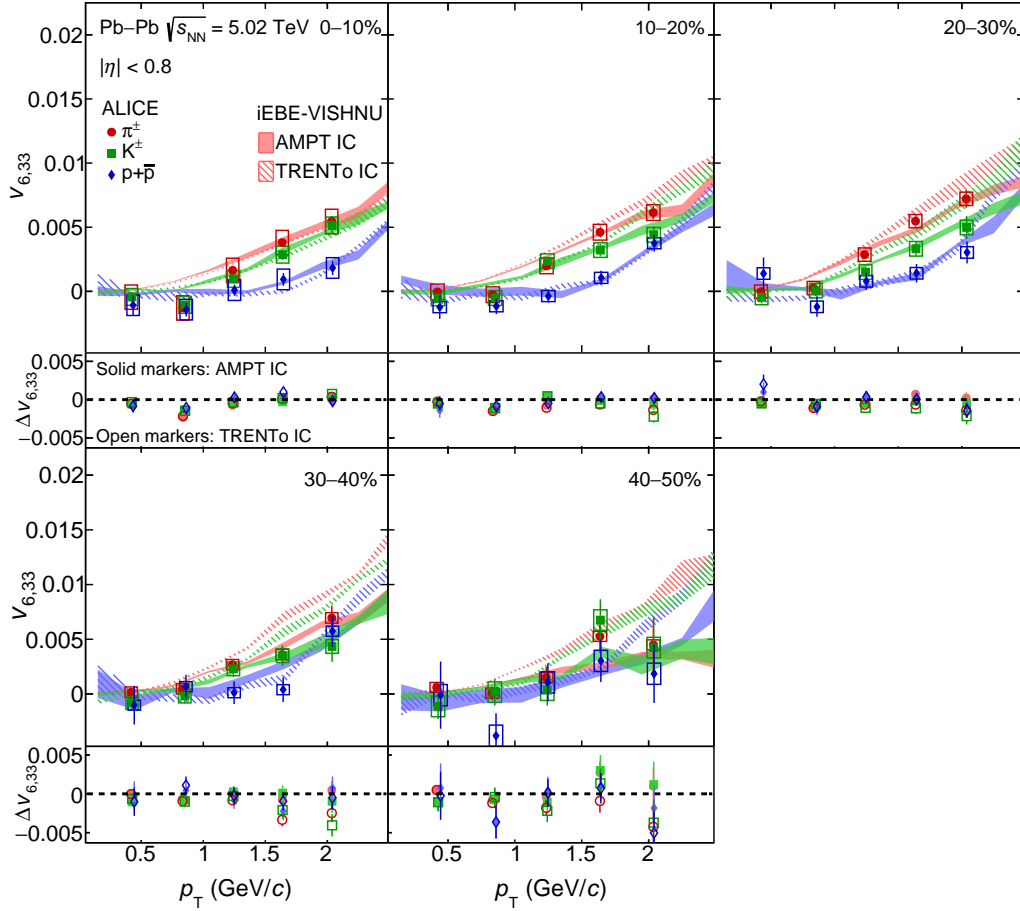 Pb–Pb √sNN = 5.02 TeV 0–10%
|η| < 0.8
ALICE
π±
K±
p+p̅
iEBE-VISHNU
AMPT IC
TRENTo IC
10–20%
20–30%
v6,33
0.02
0.015
0.01
0.005
0
Solid markers: AMPT IC
Open markers: TRENTo IC
−Δv6,33
0.005
0
−0.005
30–40%
40–50%
v6,33
0.02
0.015
0.01
0.005
0
−Δv6,33
0.005
0
−0.005
0.5 1 1.5 2
0.5 1 1.5 2
pT (GeV/c)
pT (GeV/c)